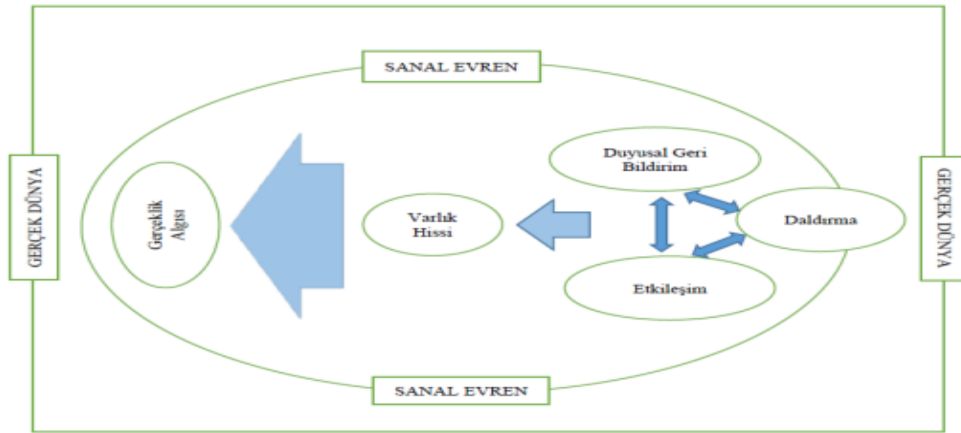 SANAL EVREN
GERÇEK DÜNYA
Gerçeklik
Algısı
Varlık
Hissi
Duyusal Geri
Bildirim
Daldırma
Etkileşim
GERÇEK DÜNYA
SANAL EVREN